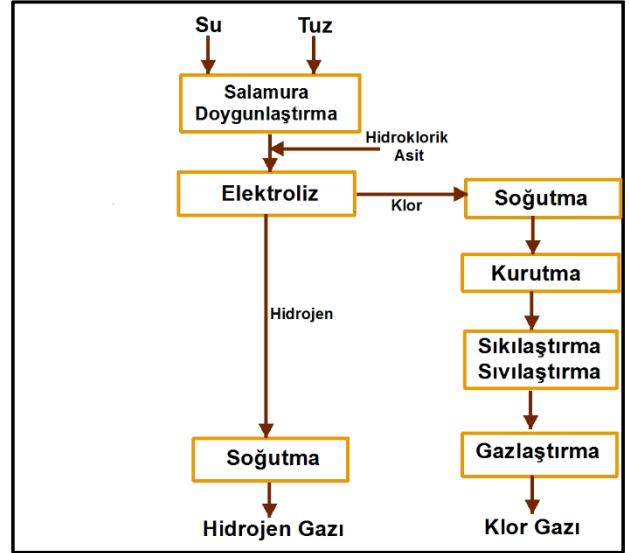 Su
Tuz
Salamura
Doygunlaştırma
Hidroklorik
Asit
Elektroliz
Klor
Soğutma
Kurutma
Hidrojen
Sıkılaştırma
Sıvılaştırma
Soğutma
Gazlaştırma
Hidrojen Gazı
Klor Gazı